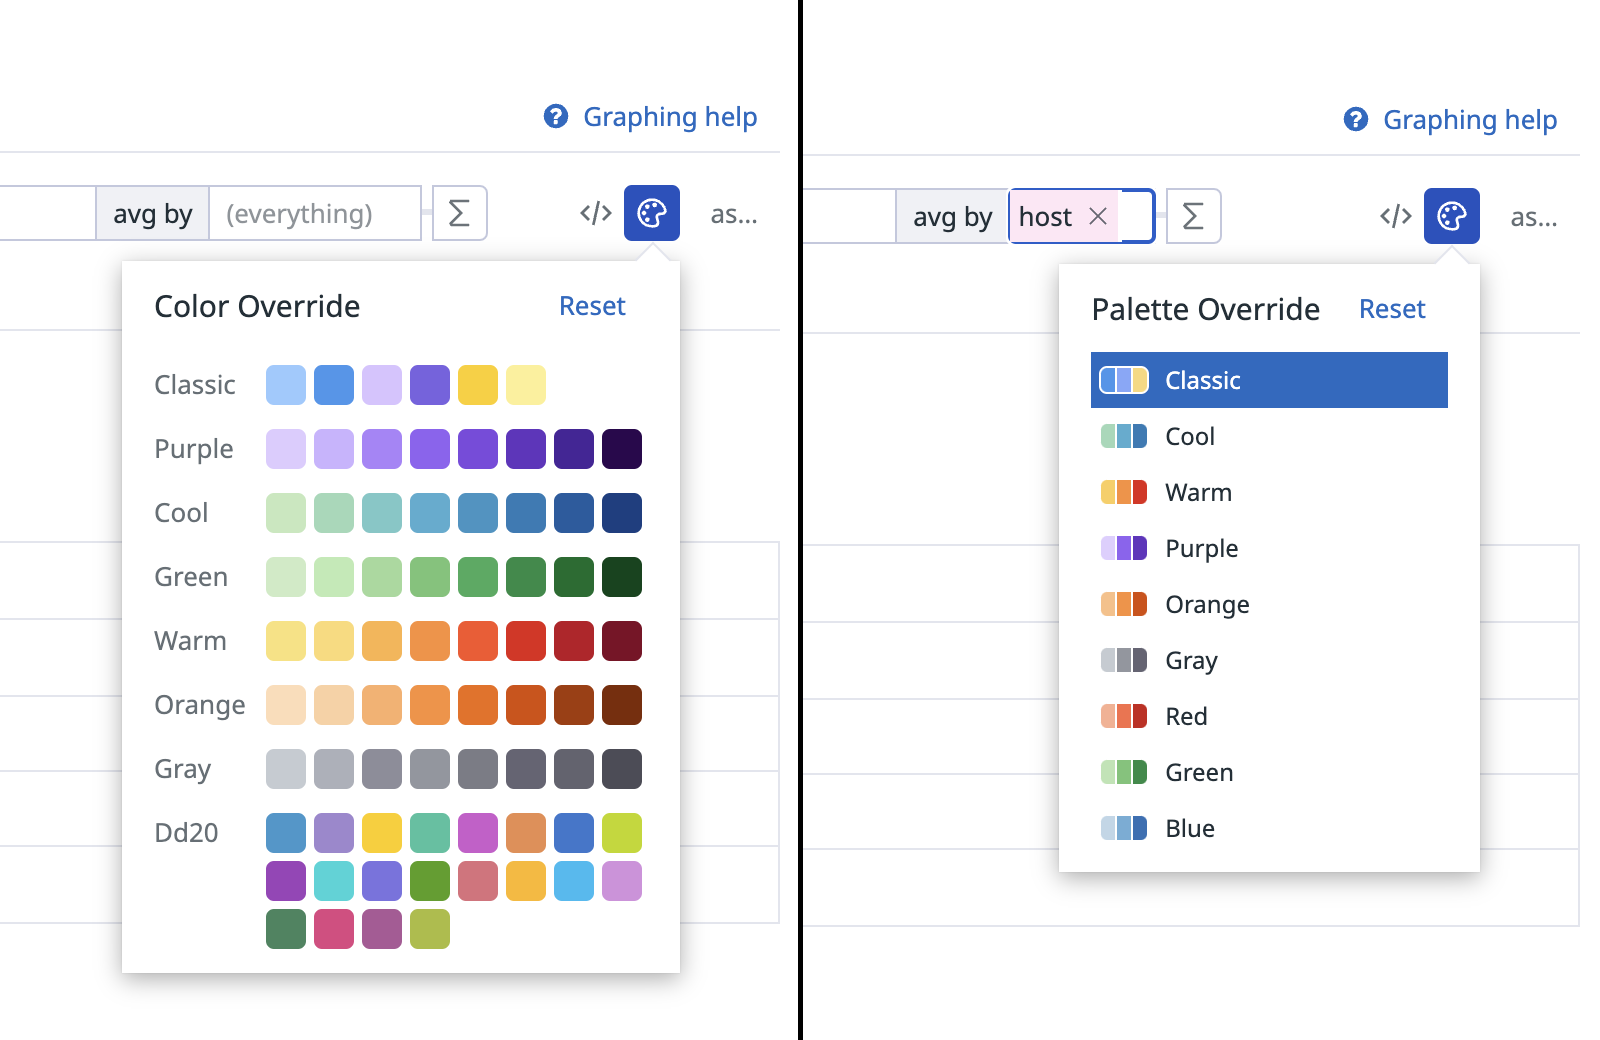 ? Graphing help
avg by (everything) Σ </> as...
Color Override Reset
Classic
Purple
Cool
Green
Warm
Orange
Gray
Dd20
? Graphing help
avg by host × Σ </> as...
Palette Override Reset
Classic
Cool
Warm
Purple
Orange
Gray
Red
Green
Blue